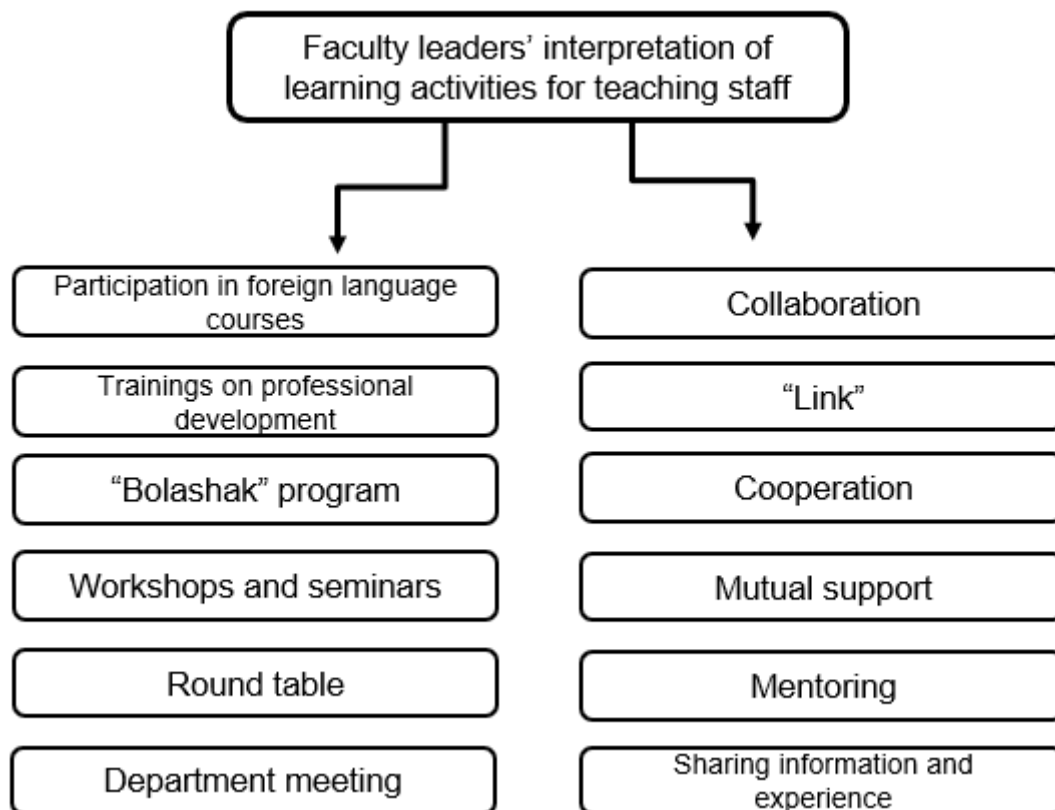 Faculty leaders’ interpretation of
learning activities for teaching staff
Participation in foreign language
courses
Trainings on professional
development
“Bolashak” program
Workshops and seminars
Round table
Department meeting
Collaboration
“Link”
Cooperation
Mutual support
Mentoring
Sharing information and
experience